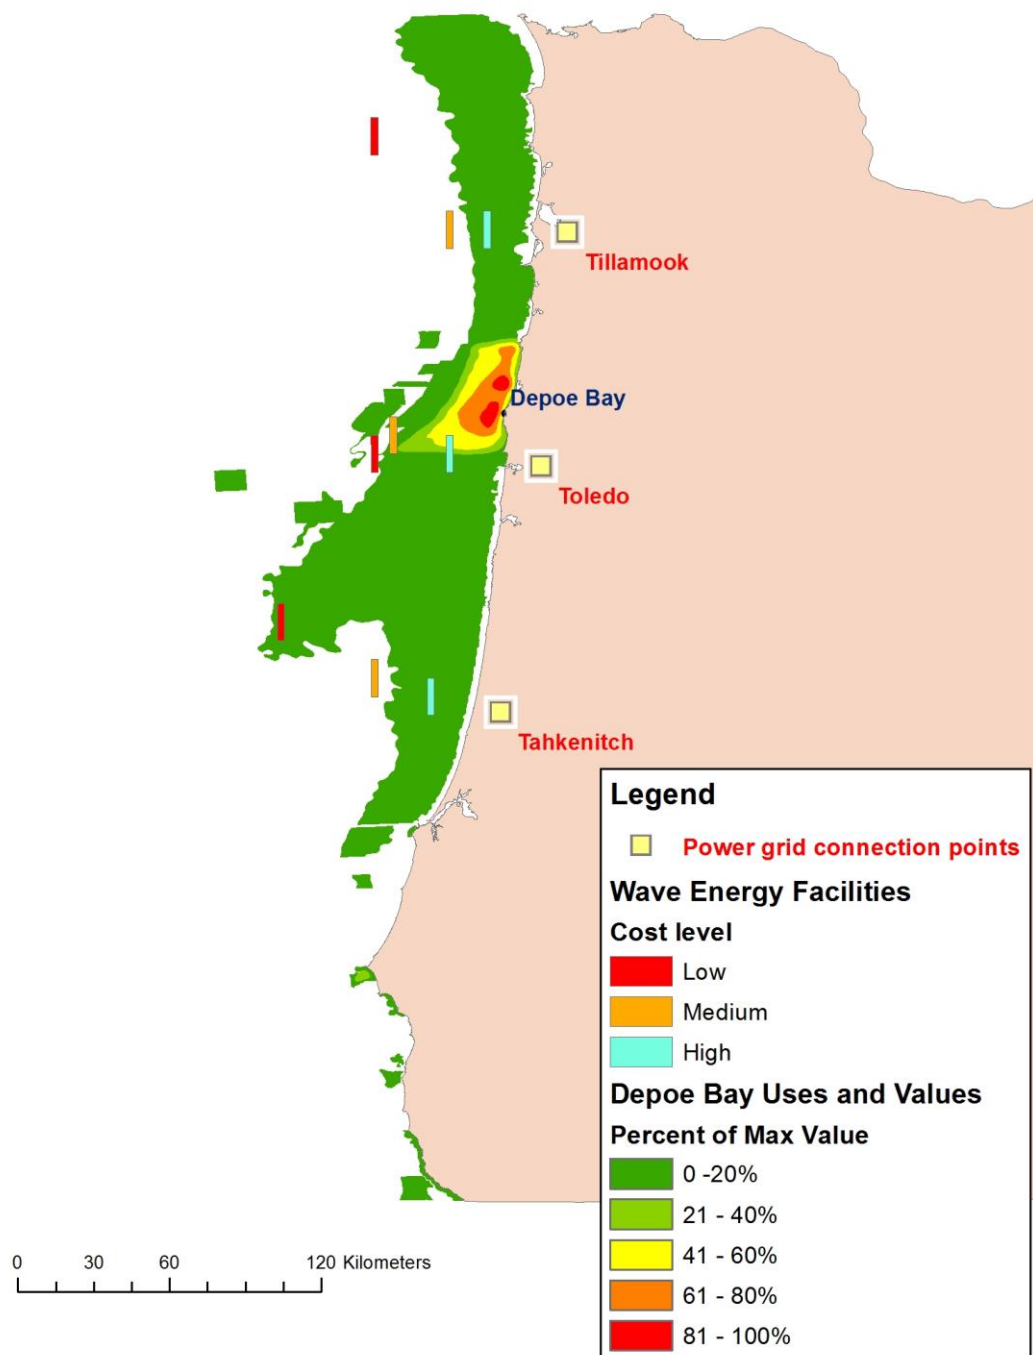 Tillamook
Depoe Bay
Toledo
Tahkenitch
Legend
Power grid connection points
Wave Energy Facilities
Cost level
Low
Medium
High
Depoe Bay Uses and Values
Percent of Max Value
0 -20%
21 - 40%
41 - 60%
61 - 80%
81 - 100%
0 30 60 120 Kilometers